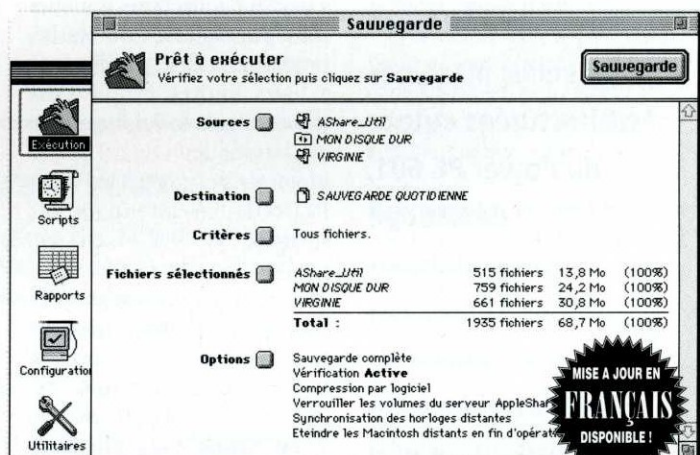 Sauvegarde
Prêt à exécuter
Vérifiez votre sélection puis cliquez sur Sauvegarde
Sauvegarde
Exécution
Scripts
Rapports
Configuration
Utilitaires
Sources
AShare_Util
MON DISQUE DUR
VIRGINIE
Destination
SAUVEGARDE QUOTIDIENNE
Critères
Tous fichiers.
Fichiers sélectionnés
AShare_Util 515 fichiers 13,8 Mo (100%)
MON DISQUE DUR 759 fichiers 24,2 Mo (100%)
VIRGINIE 661 fichiers 30,8 Mo (100%)
Total : 1935 fichiers 68,7 Mo (100%)
Options
Sauvegarde complète
Vérification Active
Compression par logiciel
Verrouiller les volumes du serveur AppleShar
Synchronisation des horloges distantes
Eteindre les Macintosh distants en fin d'opérat
MISE A JOUR EN
FRANÇAIS
DISPONIBLE !